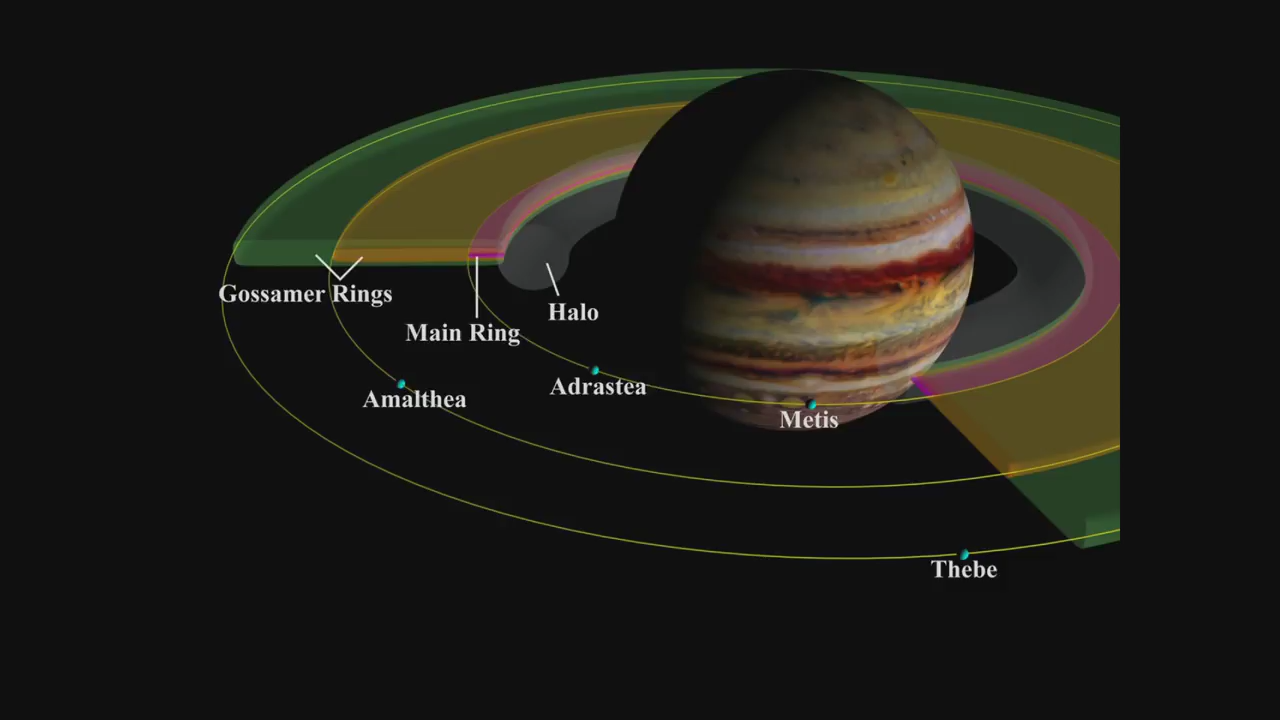 Gossamer Rings
Halo
Main Ring
Adrastea
Amalthea
Metis
Thebe